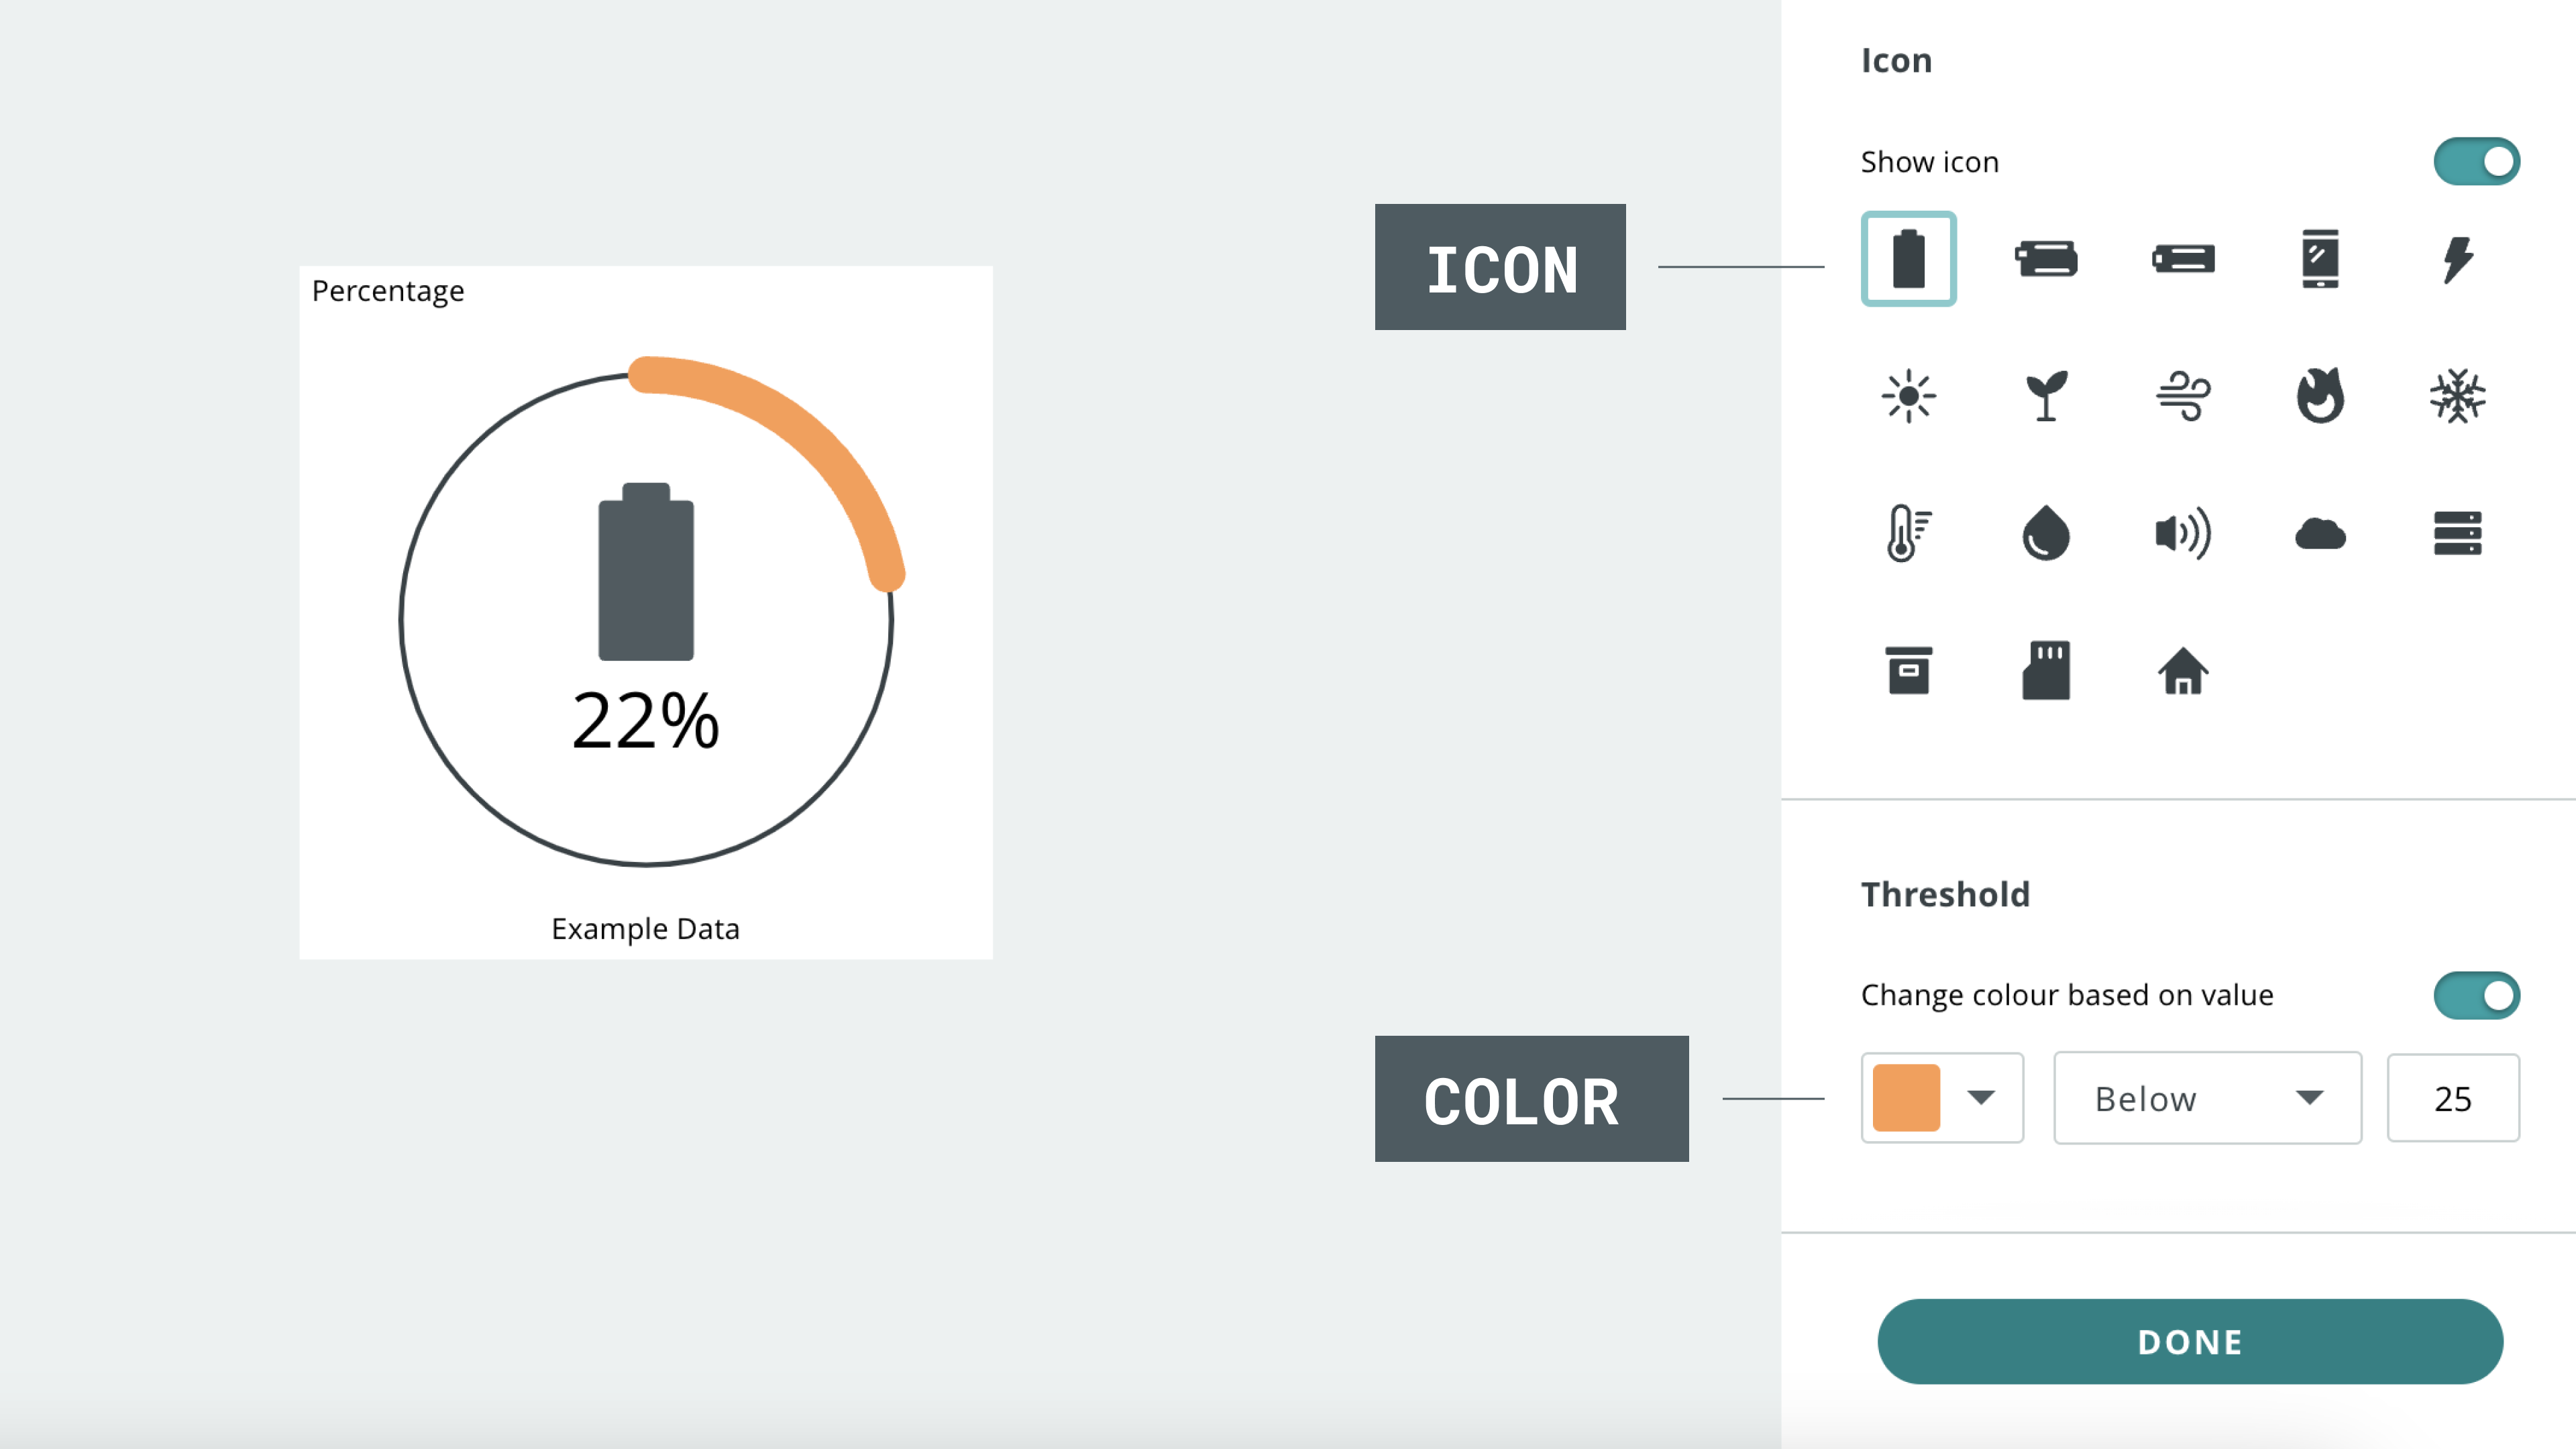 Percentage
22%
Example Data
ICON
COLOR
Icon
Show icon
Threshold
Change colour based on value
Below
25
DONE